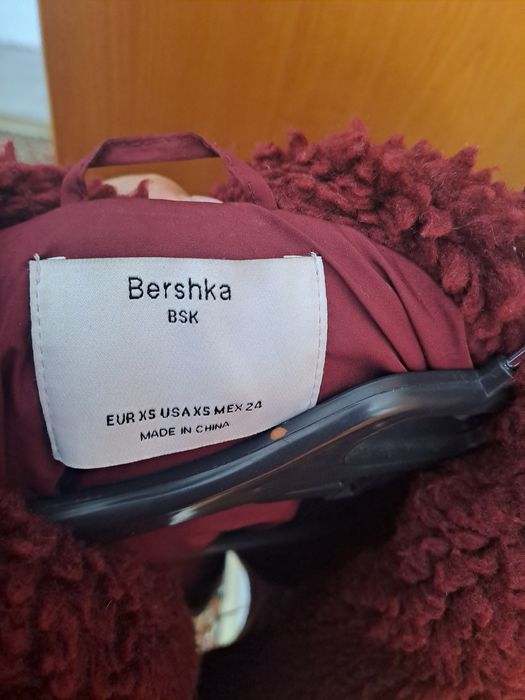 Bershka
BSK
EUR XS USA XS MEX 24
MADE IN CHINA